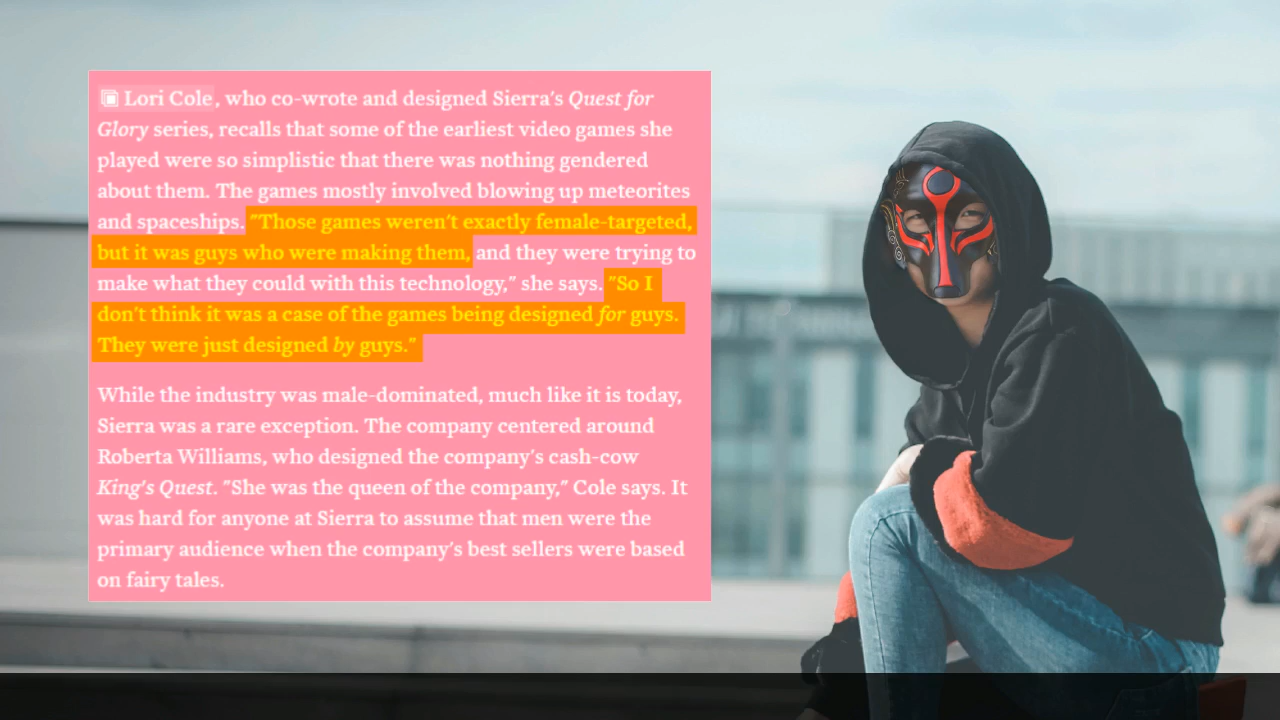 Lori Cole, who co-wrote and designed Sierra's Quest for
Glory series, recalls that some of the earliest video games she
played were so simplistic that there was nothing gendered
about them. The games mostly involved blowing up meteorites
and spaceships. "Those games weren't exactly female-targeted,
but it was guys who were making them, and they were trying to
make what they could with this technology," she says. "So I
don't think it was a case of the games being designed for guys.
They were just designed by guys."
While the industry was male-dominated, much like it is today,
Sierra was a rare exception. The company centered around
Roberta Williams, who designed the company's cash-cow
King's Quest. "She was the queen of the company," Cole says. It
was hard for anyone at Sierra to assume that men were the
primary audience when the company's best sellers were based
on fairy tales.